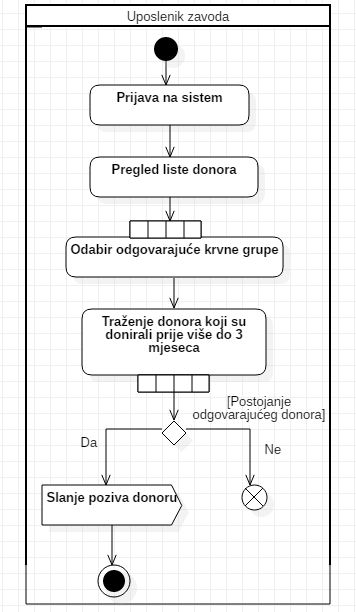 Uposlenik zavoda
Prijava na sistem
Pregled liste donora
Odabir odgovarajuće krvne grupe
Traženje donora koji su
donirali prije više do 3
mjeseca
[Postojanje
odgovarajućeg donora]
Da
Ne
Slanje poziva donoru